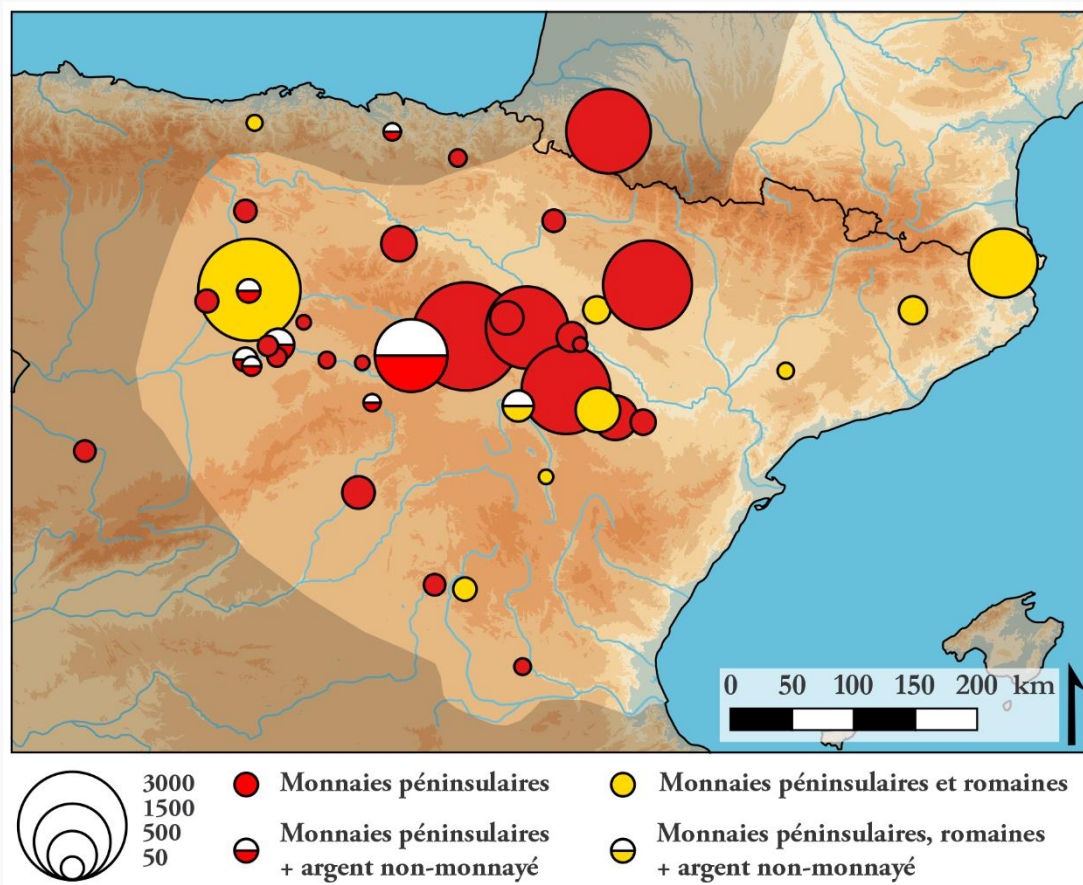 0 50 100 150 200 km
3000
1500
500
50
Monnaies péninsulaires
Monnaies péninsulaires
+ argent non-monnayé
Monnaies péninsulaires et romaines
Monnaies péninsulaires, romaines
+ argent non-monnayé